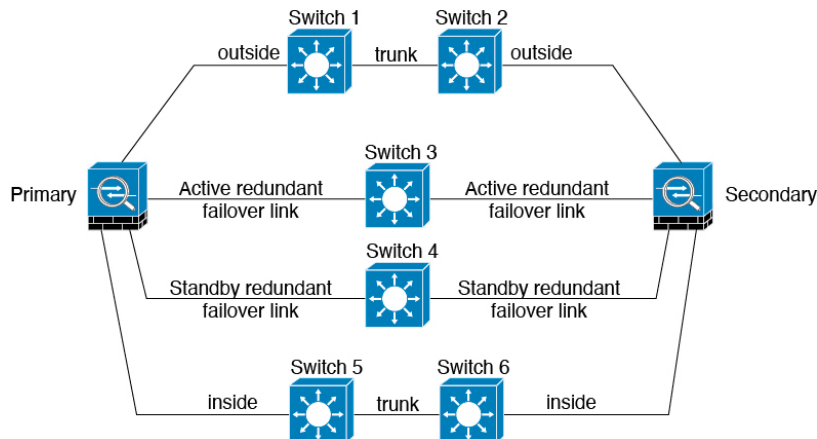 Switch 1
Switch 2
outside
trunk
outside
Switch 3
Primary
Active redundant
failover link
Active redundant
failover link
Secondary
Switch 4
Standby redundant
failover link
Standby redundant
failover link
Switch 5
Switch 6
inside
trunk
inside